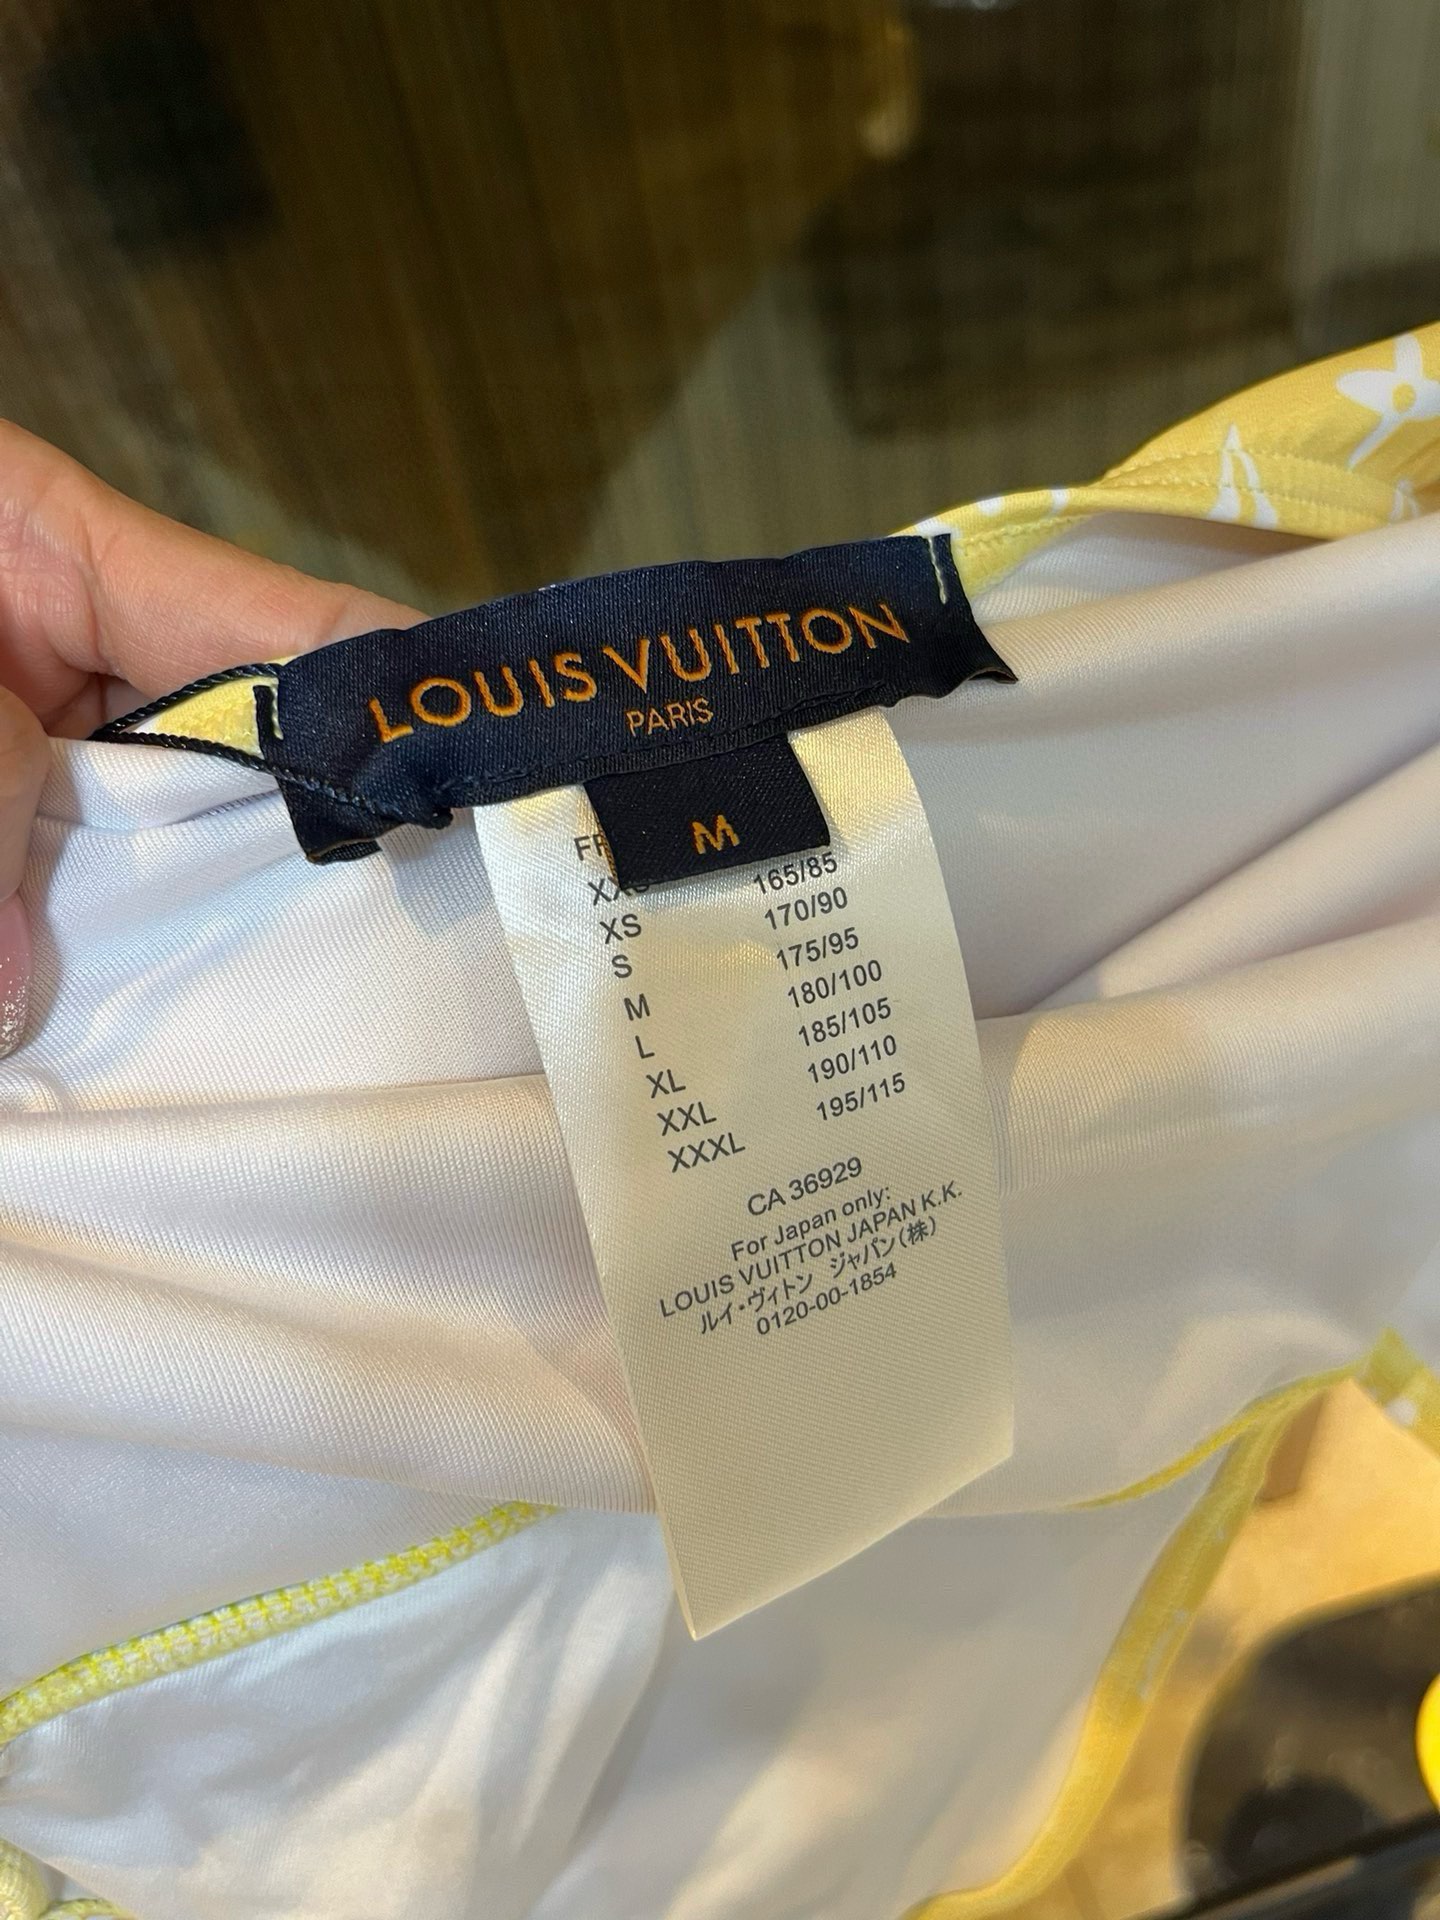 LOUIS VUITTON
PARIS
M
165/85
XS 170/90
S 175/95
M 180/100
L 185/105
XL 190/110
XXL 195/115
XXXL
CA 36929
For Japan only:
LOUIS VUITTON JAPAN K.K.
ルイ・ヴィトン ジャパン(株)
0120-00-1854